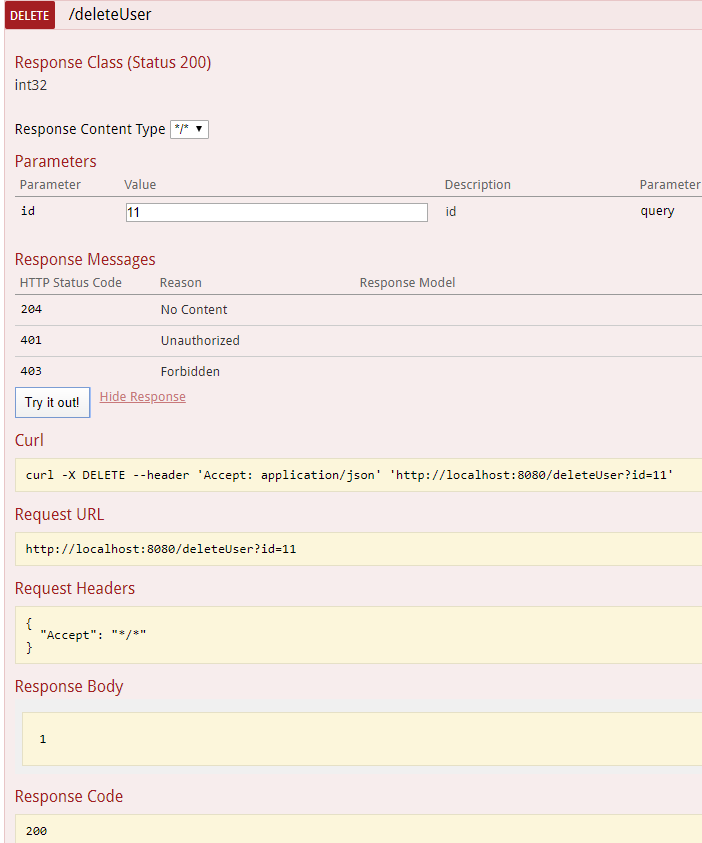 DELETE /deleteUser
Response Class (Status 200)
int32
Response Content Type */* ▼
Parameters
Parameter Value Description Parameter
id 11 id query
Response Messages
HTTP Status Code Reason Response Model
204 No Content
401 Unauthorized
403 Forbidden
Try it out! Hide Response
Curl
curl -X DELETE --header 'Accept: application/json' 'http://localhost:8080/deleteUser?id=11'
Request URL
http://localhost:8080/deleteUser?id=11
Request Headers
{
"Accept": "*/*"
}
Response Body
1
Response Code
200